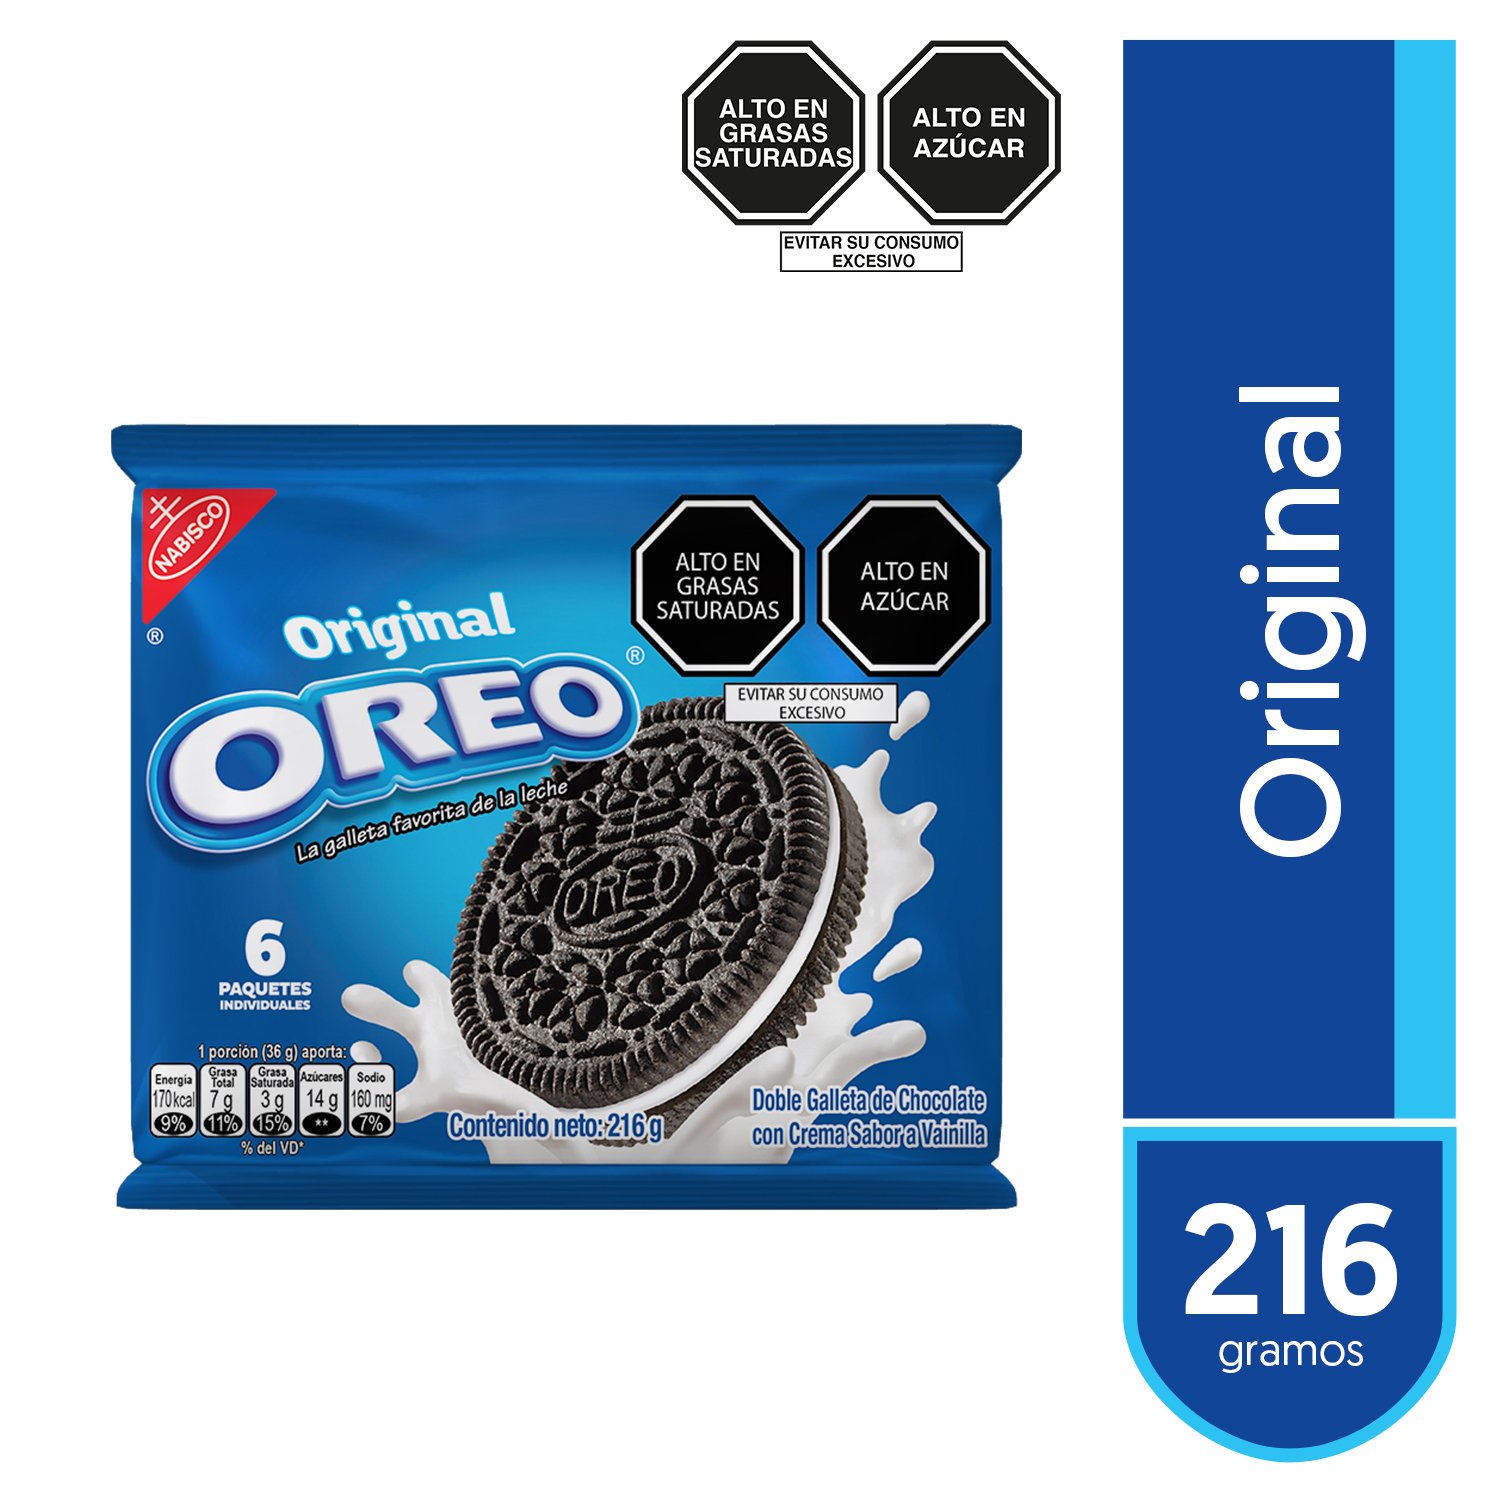 ALTO EN
GRASAS
SATURADAS
ALTO EN
AZÚCAR
EVITAR SU CONSUMO
EXCESIVO
Original
216
gramos
NABISCO
®
Original
OREO
®
La galleta favorita de la leche
ALTO EN
GRASAS
SATURADAS
ALTO EN
AZÚCAR
EVITAR SU CONSUMO
EXCESIVO
OREO
6
PAQUETES
INDIVIDUALES
1 porción (36 g) aporta:
Energía
170 kcal
9%
Grasa
Total
7 g
11%
Grasa
Saturada
3 g
15%
Azúcares
14 g
**
Sodio
160 mg
7%
% del VD*
Contenido neto: 216 g
Doble Galleta de Chocolate
con Crema Sabor a Vainilla